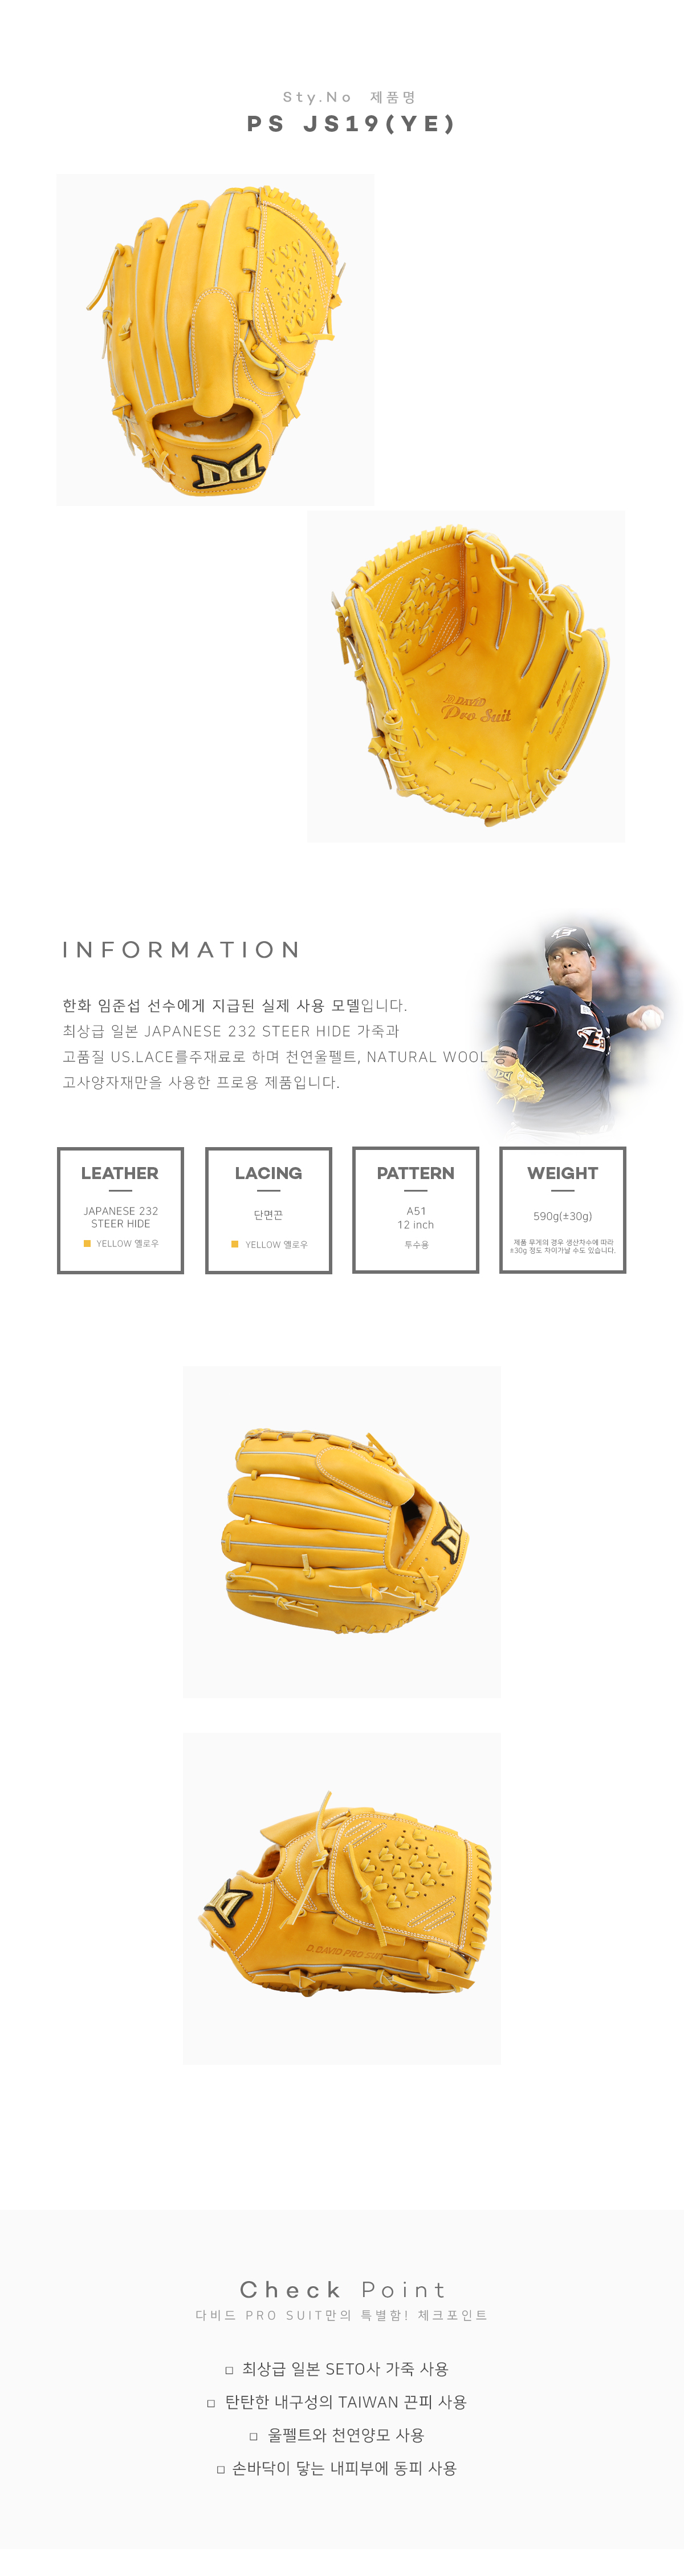 Sty.No 제품명
PS JS19(YE)
DAVID
Pro Suit
INFORMATION
한화 임준섭 선수에게 지급된 실제 사용 모델입니다.
최상급 일본 JAPANESE 232 STEER HIDE 가죽과
고품질 US.LACE를주재료로 하며 천연울펠트, NATURAL WOOL
고사양자재만을 사용한 프로용 제품입니다.
LEATHER
JAPANESE 232
STEER HIDE
YELLOW 옐로우
LACING
단면끈
YELLOW 옐로우
PATTERN
A51
12 inch
투수용
WEIGHT
590g(±30g)
제품 무게의 경우 생산차수에 따라
±30g 정도 차이가날 수도 있습니다.
D.DAVID PRO SUIT
Check Point
다비드 PRO SUIT만의 특별함! 체크포인트
최상급 일본 SETO사 가죽 사용
탄탄한 내구성의 TAIWAN 끈피 사용
울펠트와 천연양모 사용
손바닥이 닿는 내피부에 동피 사용